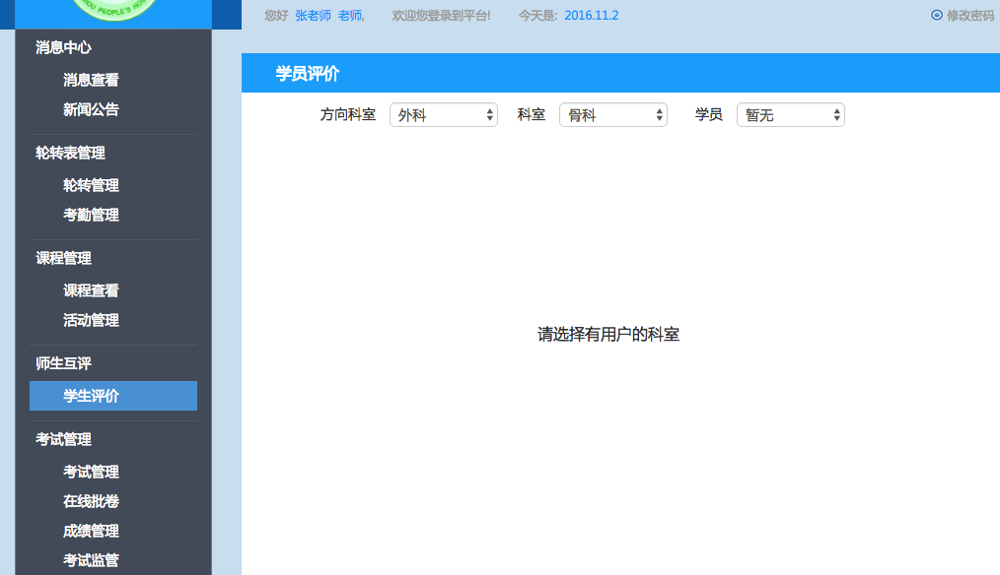 OU PEOPLE'S HO
您好 张老师 老师, 欢迎您登录到平台! 今天是: 2016.11.2 修改密码
消息中心
消息查看
新闻公告
轮转表管理
轮转管理
考勤管理
课程管理
课程查看
活动管理
师生互评
学生评价
考试管理
考试管理
在线批卷
成绩管理
考试监管
学员评价
方向科室 外科 科室 骨科 学员 暂无
请选择有用户的科室